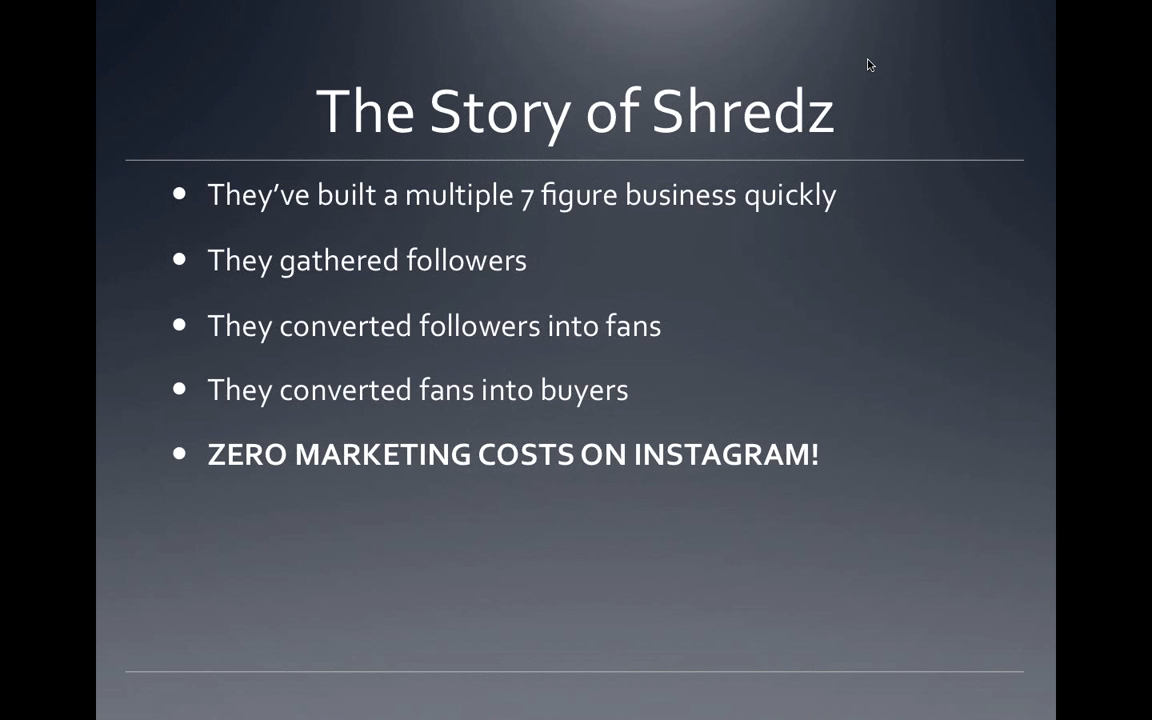 The Story of Shredz
• They've built a multiple 7 figure business quickly
• They gathered followers
• They converted followers into fans
• They converted fans into buyers
• ZERO MARKETING COSTS ON INSTAGRAM!